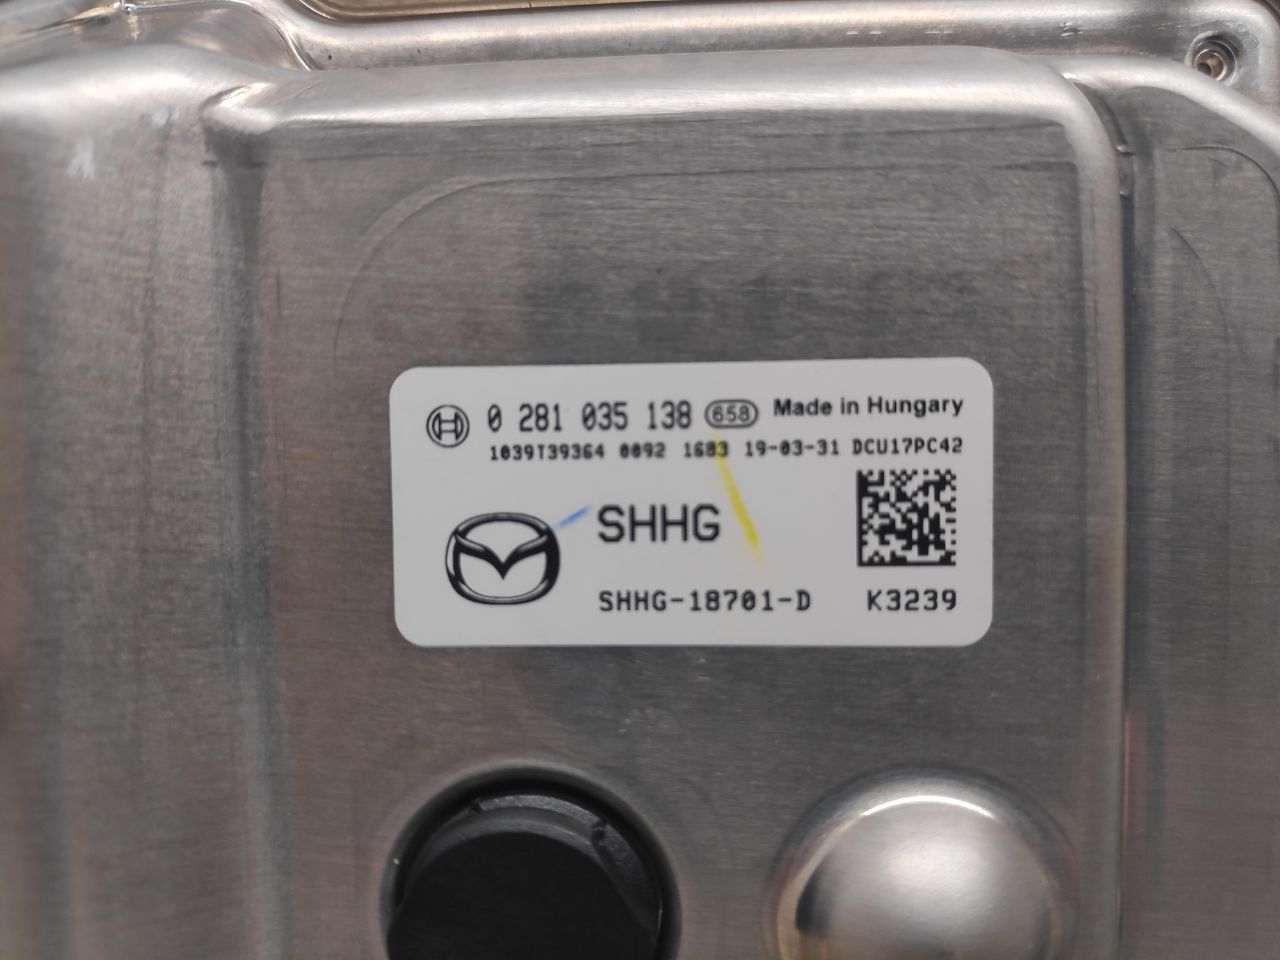 0 281 035 138 658 Made in Hungary
1039T39364 0092 1683 19-03-31 DCU17PC42
SHHG
SHHG-18701-D K3239